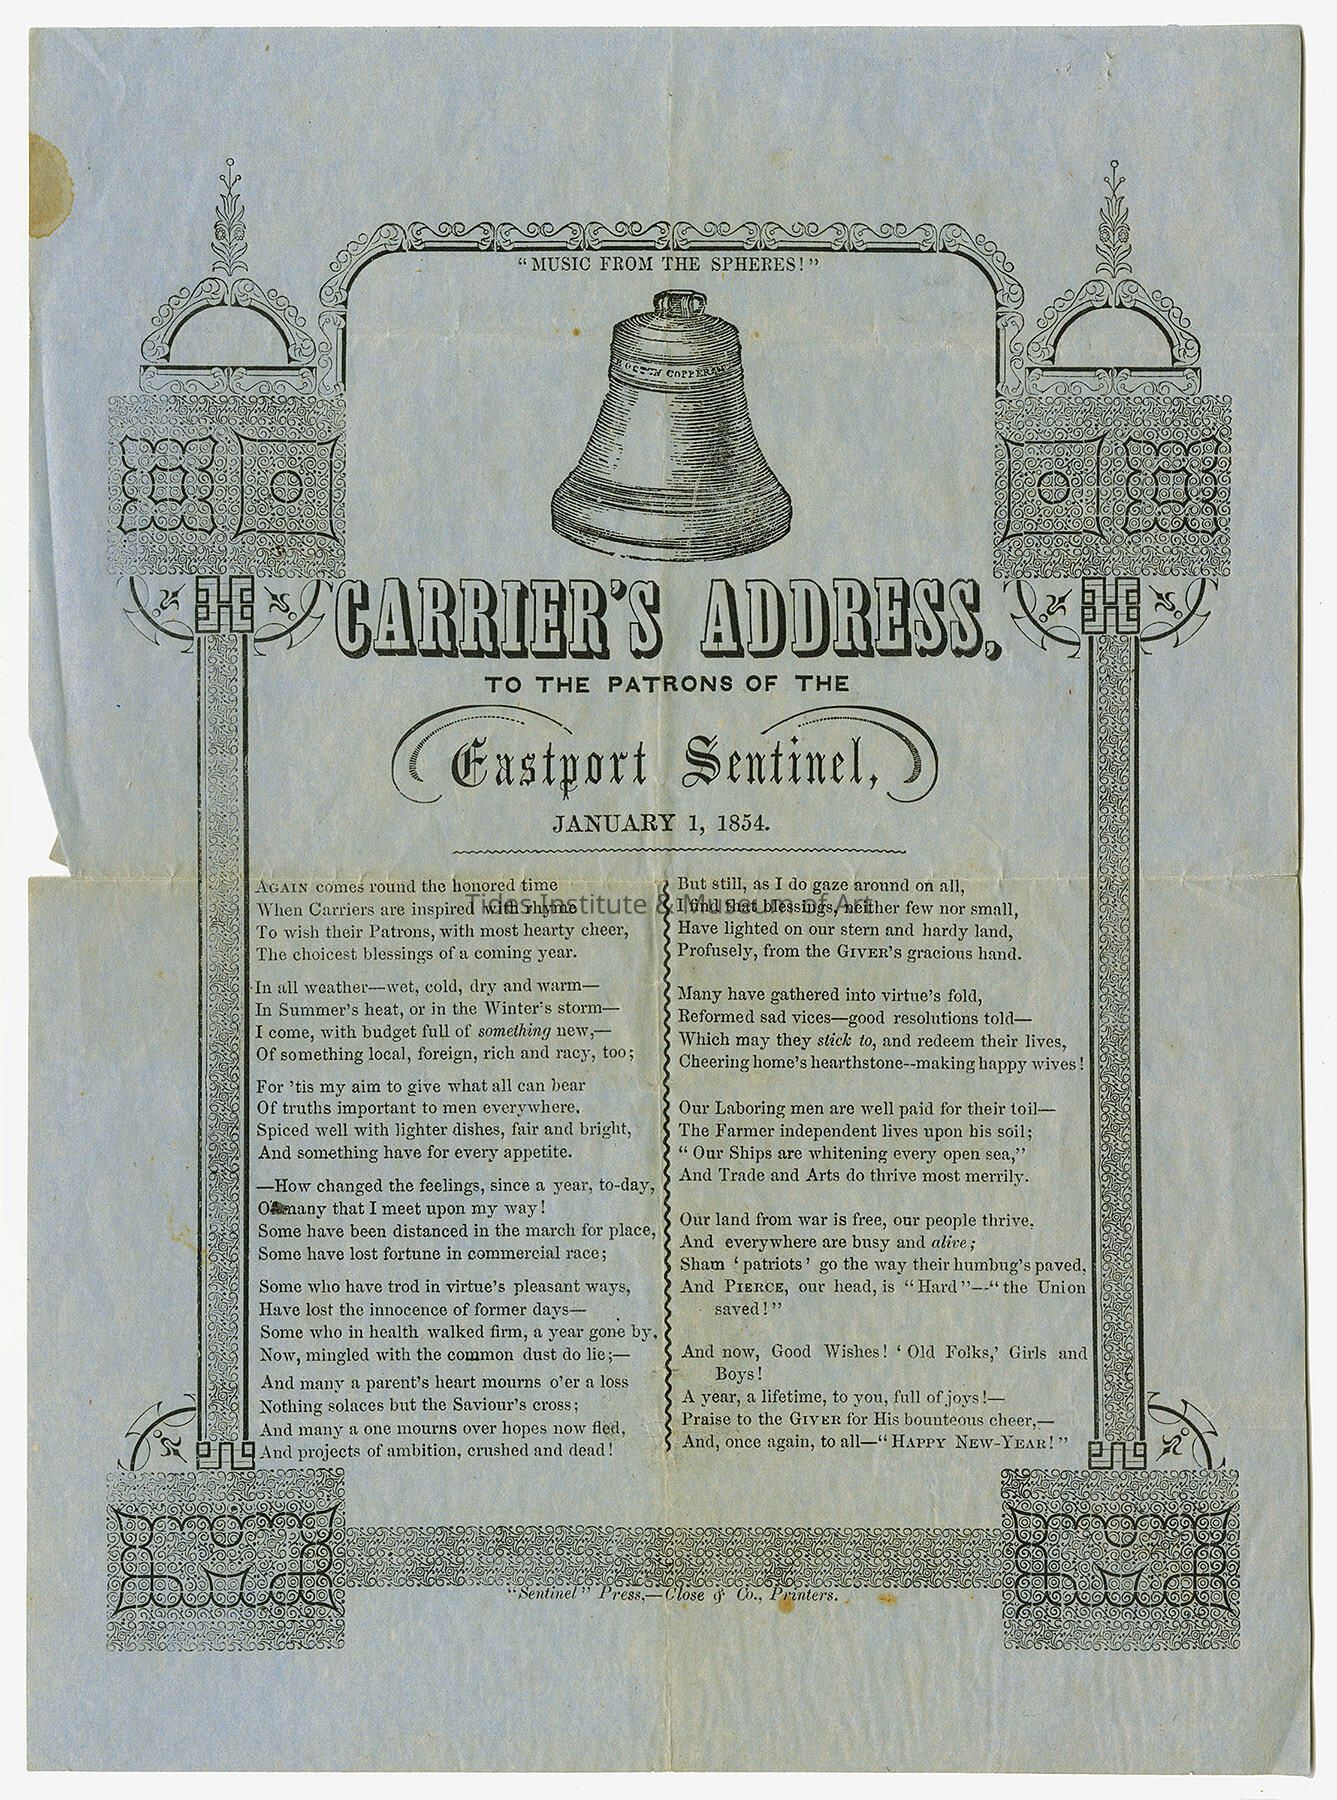 “MUSIC FROM THE SPHERES!”
CARRIER’S ADDRESS,
TO THE PATRONS OF THE
Eastport Sentinel,
JANUARY 1, 1854.
AGAIN comes round the honored time
When Carriers are inspired with rhyme
To wish their Patrons, with most hearty cheer,
The choicest blessings of a coming year.
In all weather—wet, cold, dry and warm—
In Summer’s heat, or in the Winter’s storm—
I come, with budget full of something new,—
Of something local, foreign, rich and racy, too;
For ’tis my aim to give what all can bear
Of truths important to men everywhere,
Spiced well with lighter dishes, fair and bright,
And something have for every appetite.
—How changed the feelings, since a year, to-day,
Of many that I meet upon my way!
Some have been distanced in the march for place,
Some have lost fortune in commercial race;
Some who have trod in virtue’s pleasant ways,
Have lost the innocence of former days—
Some who in health walked firm, a year gone by,
Now, mingled with the common dust do lie;—
And many a parent’s heart mourns o’er a loss
Nothing solaces but the Saviour’s cross;
And many a one mourns over hopes now fled,
And projects of ambition, crushed and dead!
But still, as I do gaze around on all,
I find that blessings, neither few nor small,
Have lighted on our stern and hardy land,
Profusely, from the GIVER’S gracious hand.
Many have gathered into virtue’s fold,
Reformed sad vices—good resolutions told—
Which may they stick to, and redeem their lives,
Cheering home’s hearthstone--making happy wives!
Our Laboring men are well paid for their toil—
The Farmer independent lives upon his soil;
“Our Ships are whitening every open sea,”
And Trade and Arts do thrive most merrily.
Our land from war is free, our people thrive,
And everywhere are busy and alive;
Sham ‘patriots’ go the way their humbug’s paved,
And PIERCE, our head, is “Hard”—“the Union
saved!”
And now, Good Wishes! ‘Old Folks,’ Girls and
Boys!
A year, a lifetime, to you, full of joys!—
Praise to the GIVER for His bounteous cheer,—
And, once again, to all—“HAPPY NEW-YEAR!”
“Sentinel” Press,—Close & Co., Printers.
Tides Institute & Museum of Art